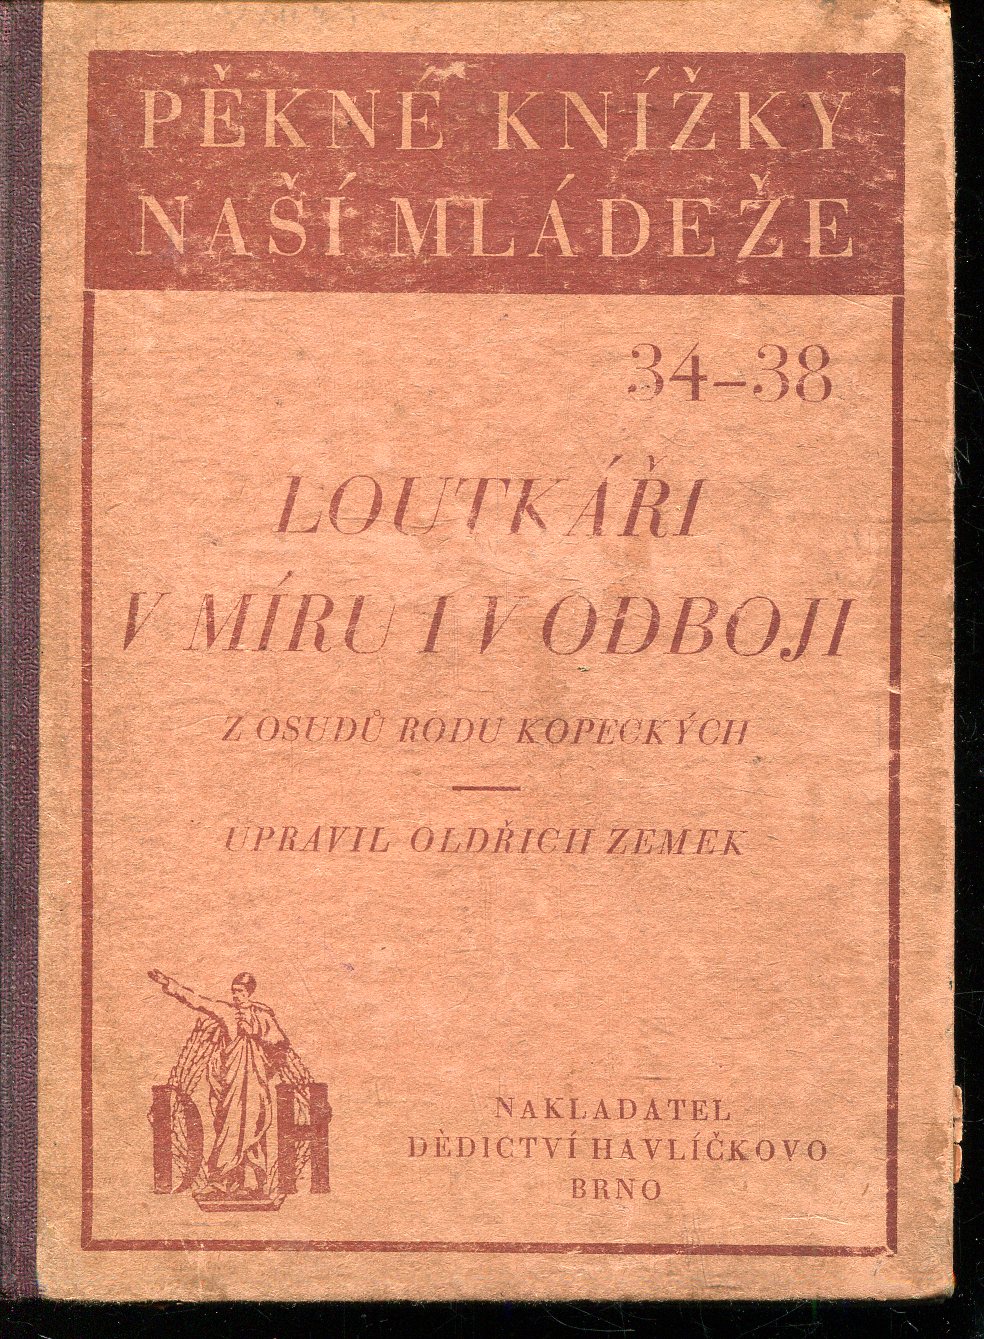 PĚKNÉ KNÍŽKY
NAŠÍ MLÁDEŽE
34–38
LOUTKÁŘI
V MÍRU I V ODBOJI
Z OSUDŮ RODU KOPECKÝCH
UPRAVIL OLDŘICH ZEMEK
DH
NAKLADATEL
DĚDICTVÍ HAVLÍČKOVO
BRNO